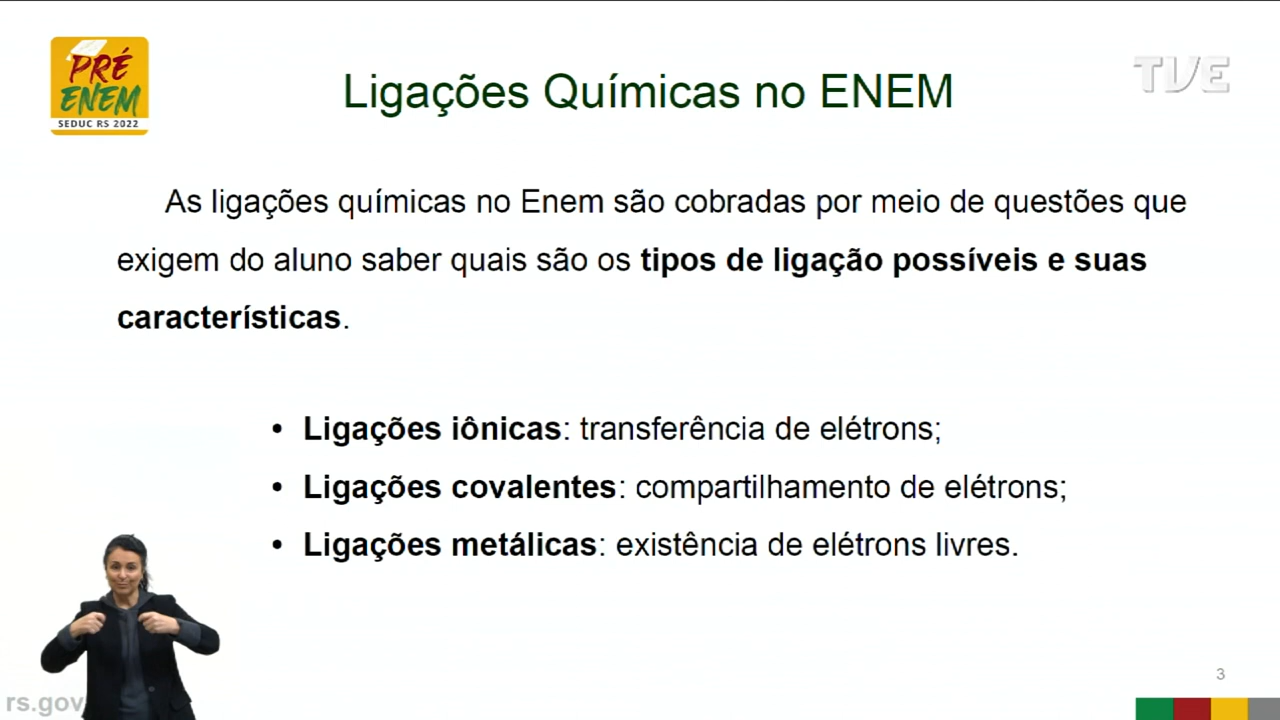 PRÉ
ENEM
SEDUC RS 2022
TVE
Ligações Químicas no ENEM
As ligações químicas no Enem são cobradas por meio de questões que
exigem do aluno saber quais são os tipos de ligação possíveis e suas
características.
• Ligações iônicas: transferência de elétrons;
• Ligações covalentes: compartilhamento de elétrons;
• Ligações metálicas: existência de elétrons livres.
3
rs.gov